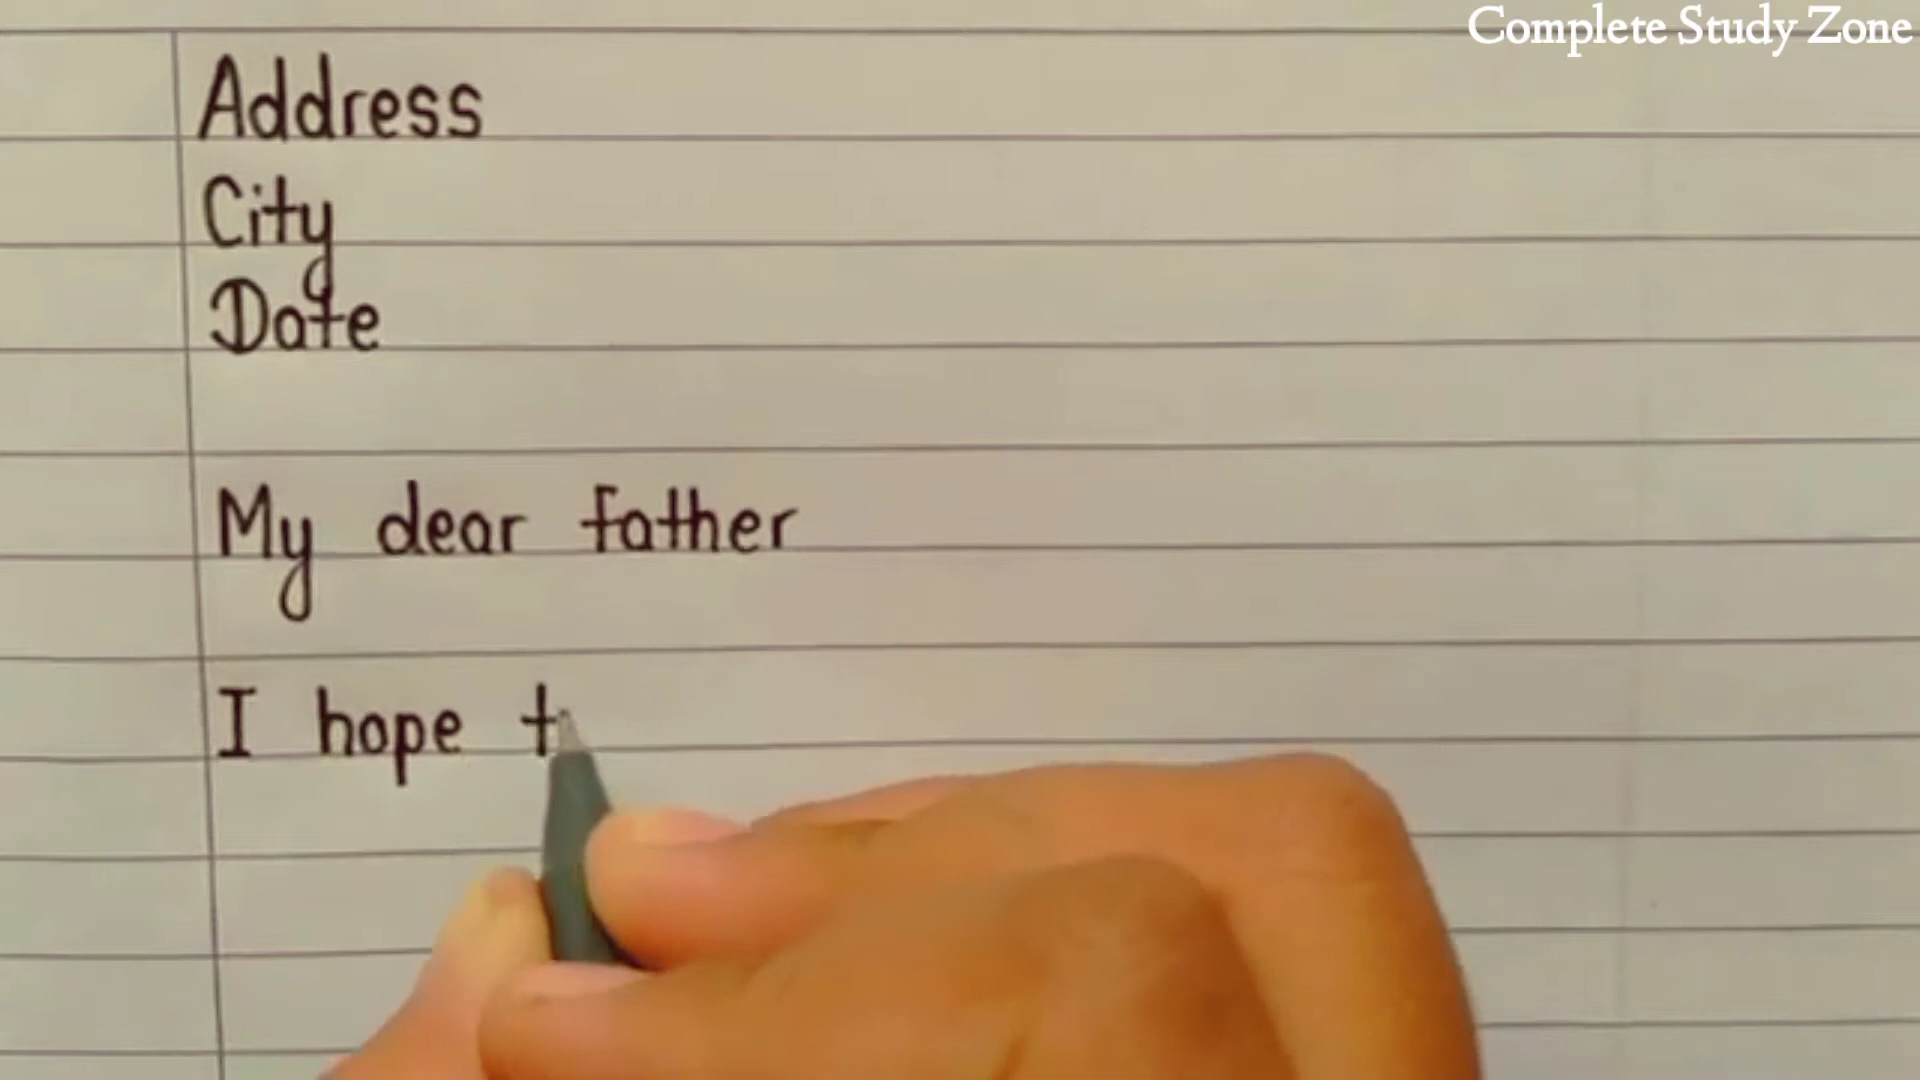 Complete Study Zone
Address
City
Date
My dear father
I hope t